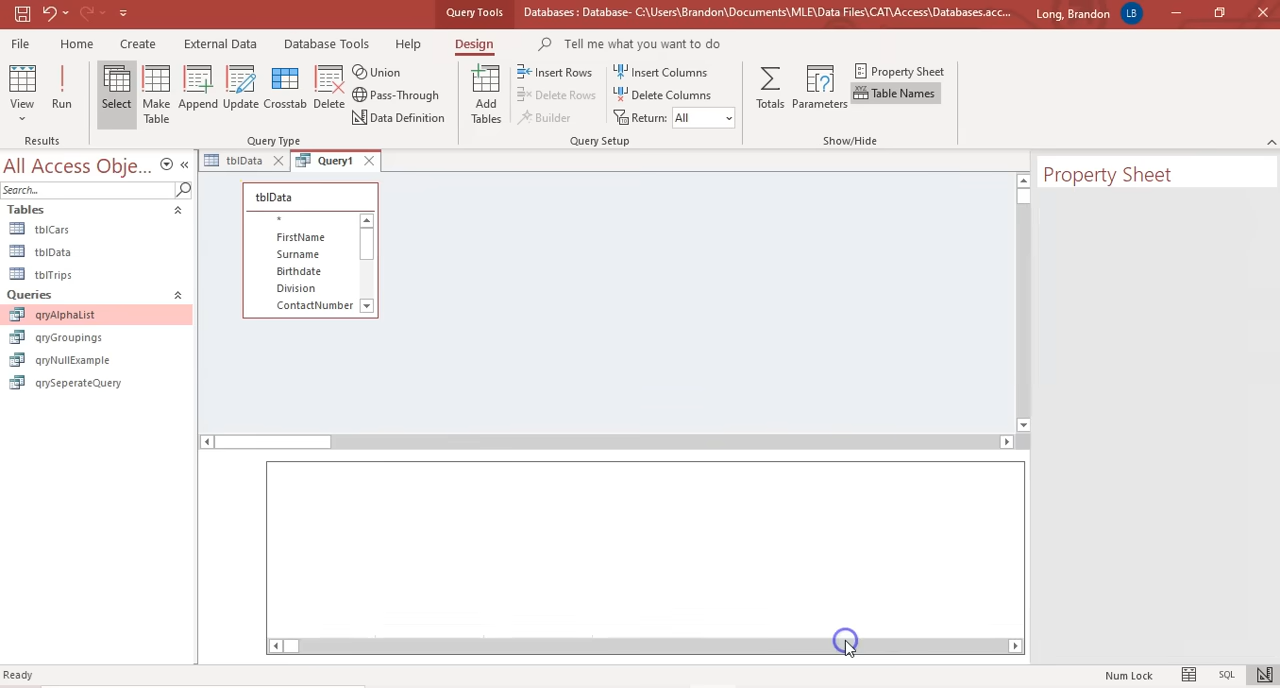 Query Tools
Databases : Database- C:\Users\Brandon\Documents\MLE\Data Files\CAT\Access\Databases.acc...
Long, Brandon
LB
File
Home
Create
External Data
Database Tools
Help
Design
Tell me what you want to do
View
Run
Select
Make Table
Append
Update
Crosstab
Delete
Union
Pass-Through
Data Definition
Add Tables
Insert Rows
Delete Rows
Builder
Insert Columns
Delete Columns
Return: All
Totals
Parameters
Property Sheet
XYZ Table Names
Results
Query Type
Query Setup
Show/Hide
All Access Obje...
Search...
Tables
tblCars
tblData
tblTrips
Queries
qryAlphaList
qryGroupings
qryNullExample
qrySeperateQuery
tblData
Query1
tblData
*
FirstName
Surname
Birthdate
Division
ContactNumber
Property Sheet
Ready
Num Lock
SQL